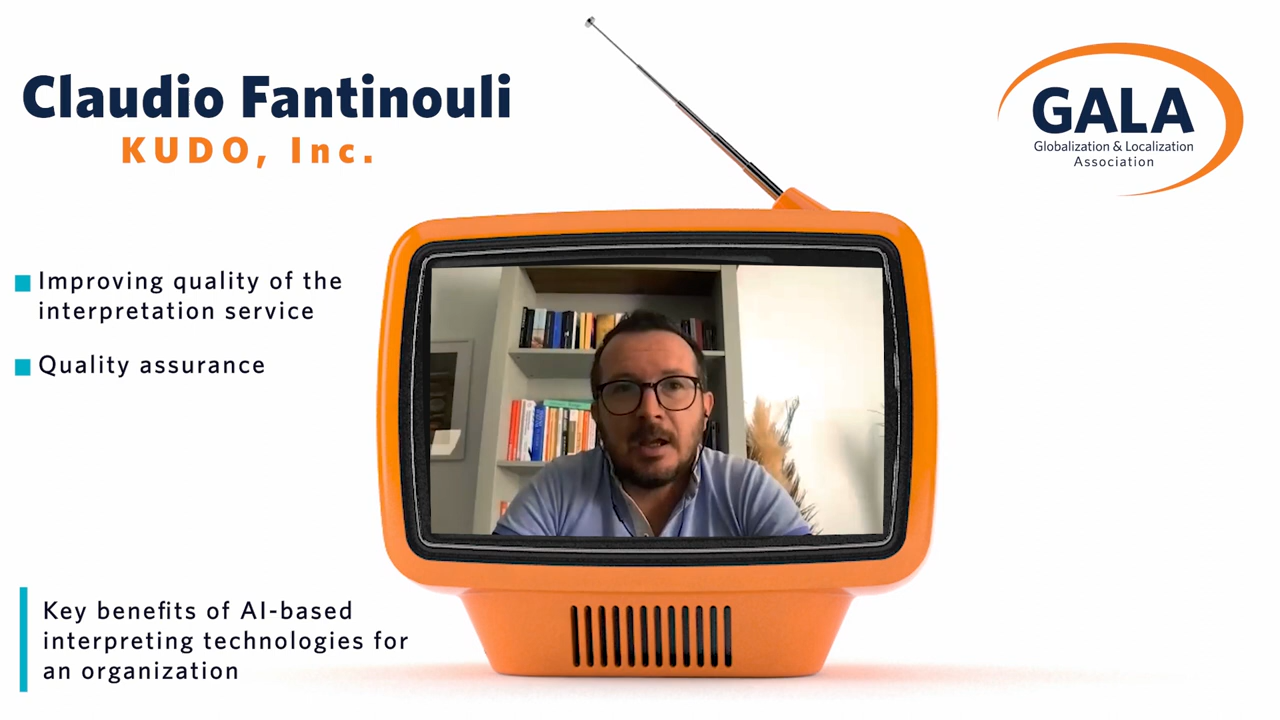 Claudio Fantinouli
KUDO, Inc.
GALA
Globalization & Localization
Association
Improving quality of the
interpretation service
Quality assurance
Key benefits of AI-based
interpreting technologies for
an organization